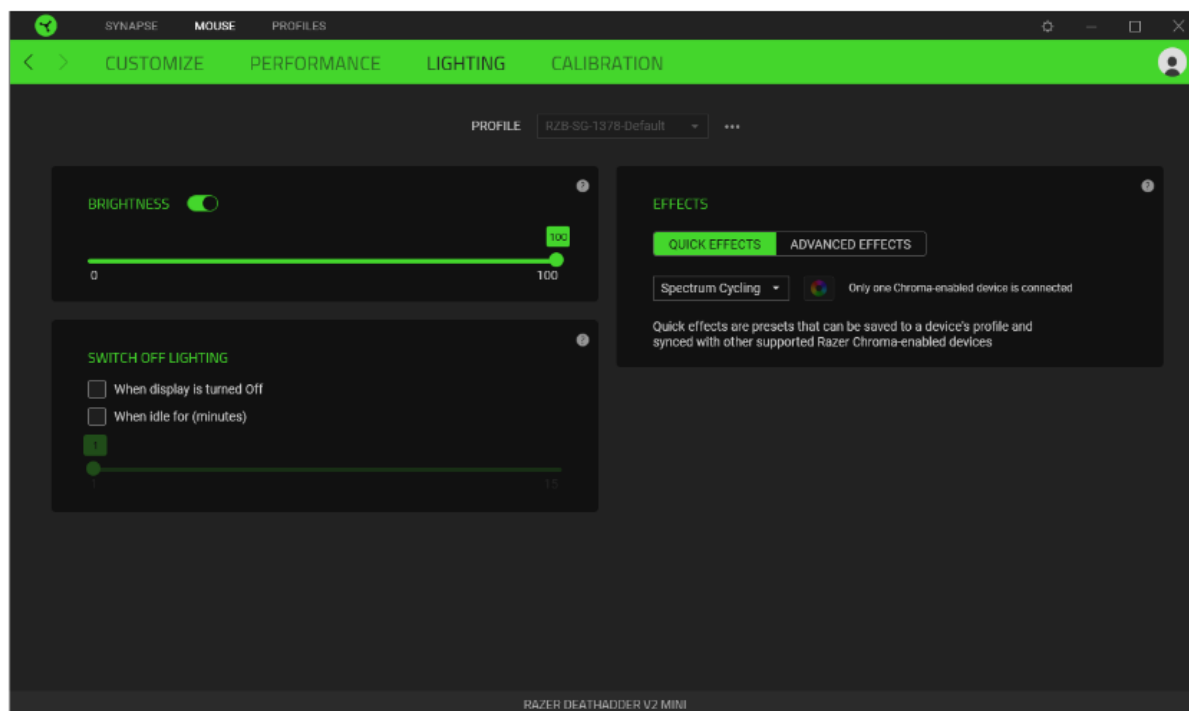 SYNAPSE MOUSE PROFILES
CUSTOMIZE PERFORMANCE LIGHTING CALIBRATION
PROFILE RZB-SG-1378-Default
BRIGHTNESS
100
0 100
SWITCH OFF LIGHTING
When display is turned Off
When idle for (minutes)
1
1 15
EFFECTS
QUICK EFFECTS ADVANCED EFFECTS
Spectrum Cycling Only one Chroma-enabled device is connected
Quick effects are presets that can be saved to a device's profile and
synced with other supported Razer Chroma-enabled devices
RAZER DEATHADDER V2 MINI